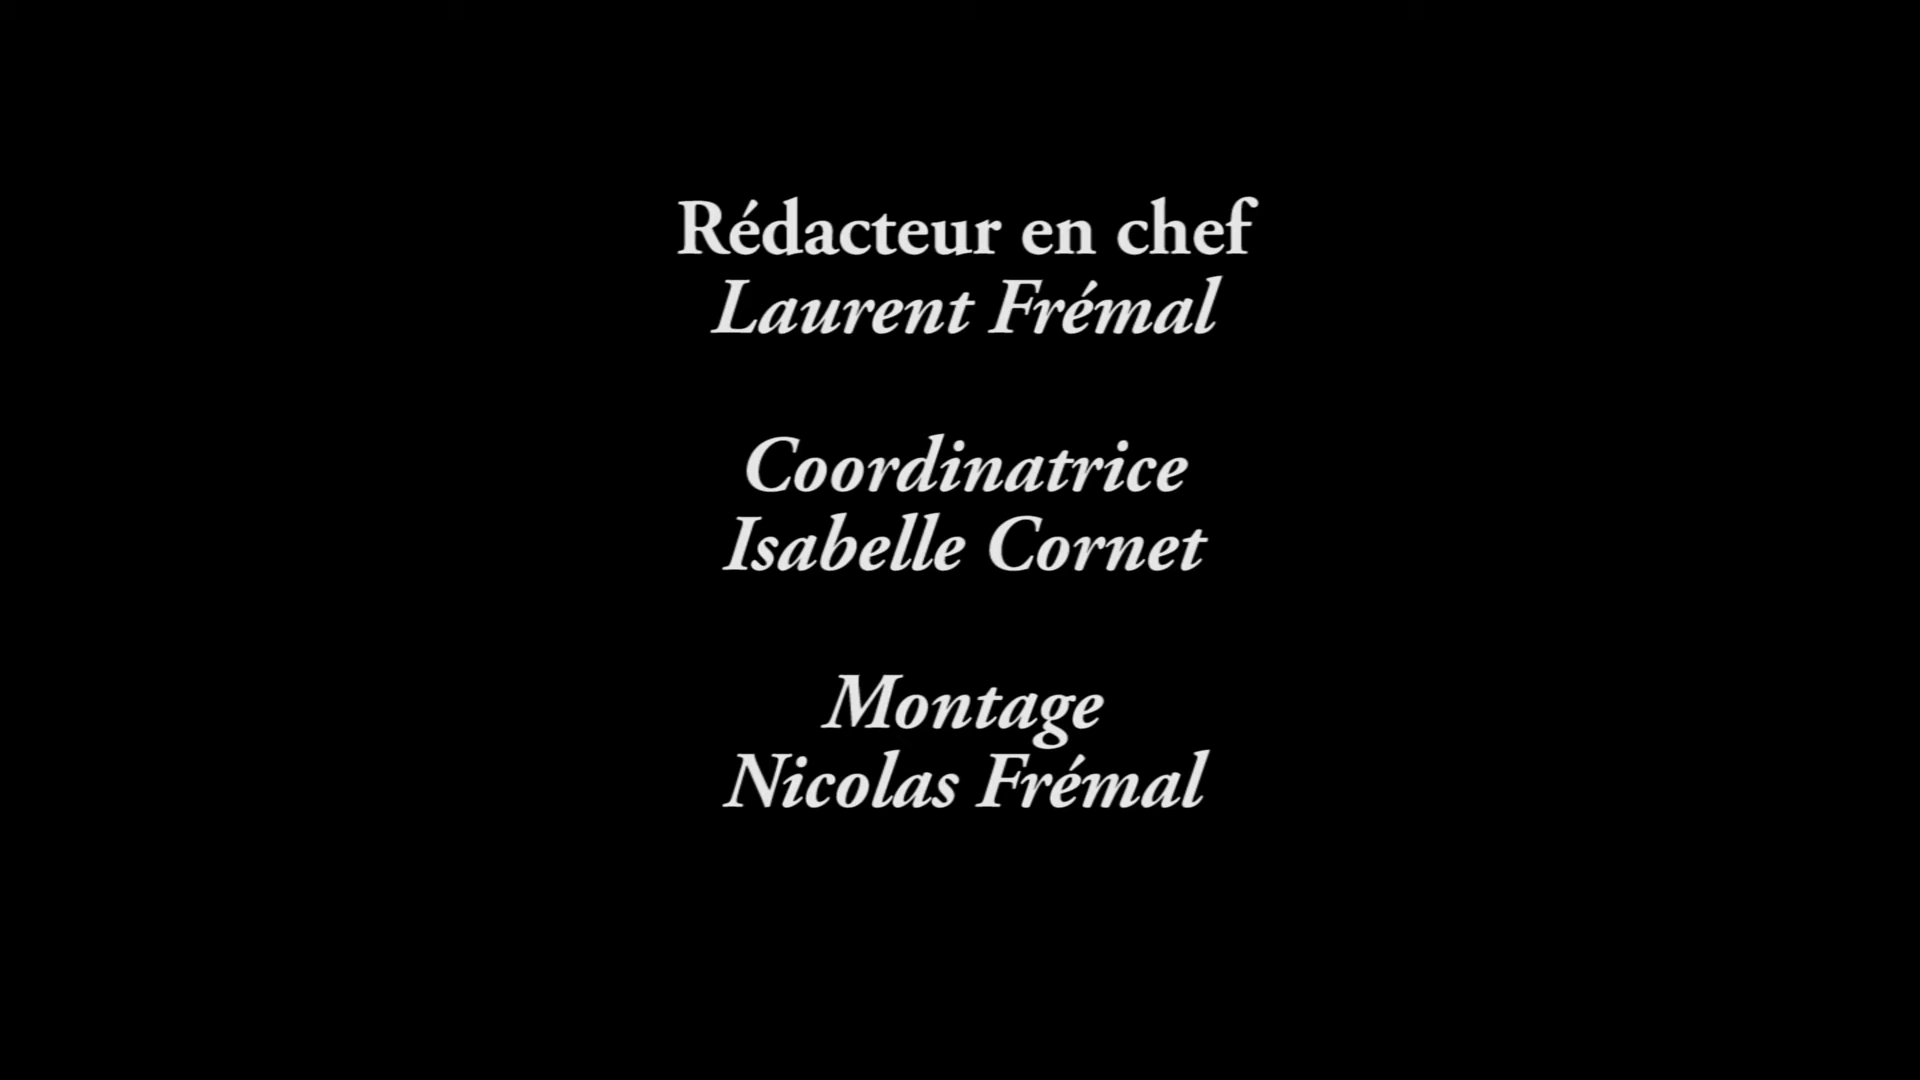 Rédacteur en chef
Laurent Frémal
Coordinatrice
Isabelle Cornet
Montage
Nicolas Frémal